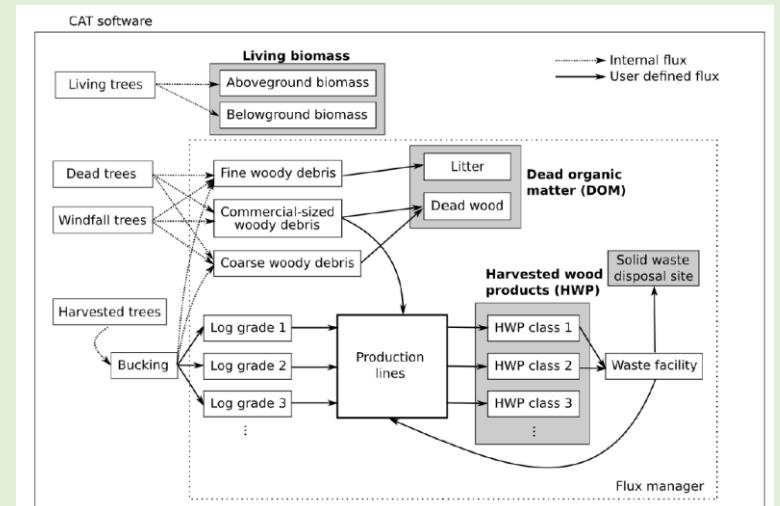 CAT software
Living biomass
Internal flux
User defined flux
Living trees
Aboveground biomass
Belowground biomass
Dead trees
Fine woody debris
Litter
Dead organic
matter (DOM)
Windfall trees
Commercial-sized
woody debris
Dead wood
Coarse woody debris
Solid waste
disposal site
Harvested wood
products (HWP)
Harvested trees
Log grade 1
HWP class 1
Bucking
Log grade 2
Production
lines
HWP class 2
Waste facility
Log grade 3
HWP class 3
⋮
⋮
Flux manager